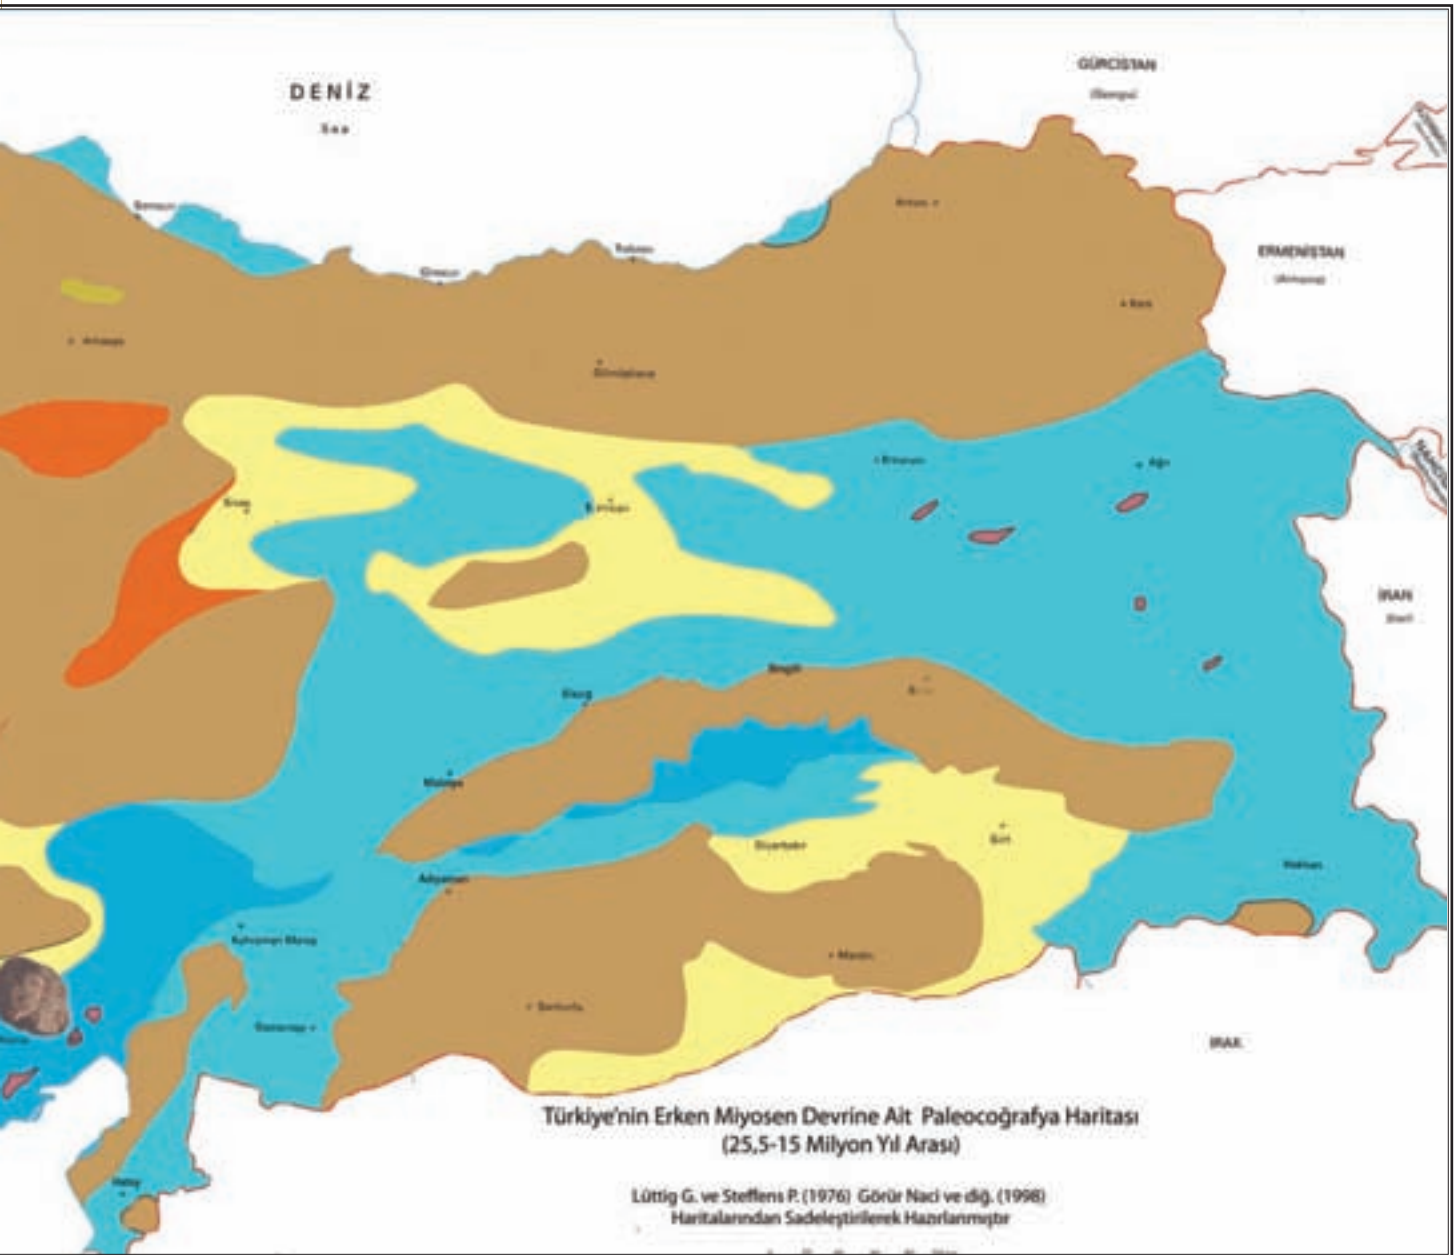 DENİZ
Sea
GÜRCİSTAN
Samsun
Artvin
ERMENİSTAN
Giresun
Trabzon
Kars
Amasya
Gümüşhane
Erzurum
Ağrı
Sivas
Erzincan
İRAN
Bingöl
Elazığ
Malatya
Diyarbakır
Siirt
Hakkari
Adıyaman
Mardin
Şanlıurfa
Gaziantep
IRAK
Hatay
Türkiye'nin Erken Miyosen Devrine Ait Paleocoğrafya Haritası
(25,5-15 Milyon Yıl Arası)
Lüttig G. ve Steffens P. (1976) Görür Naci ve diğ. (1998)
Haritalarından Sadeleştirilerek Hazırlanmıştır